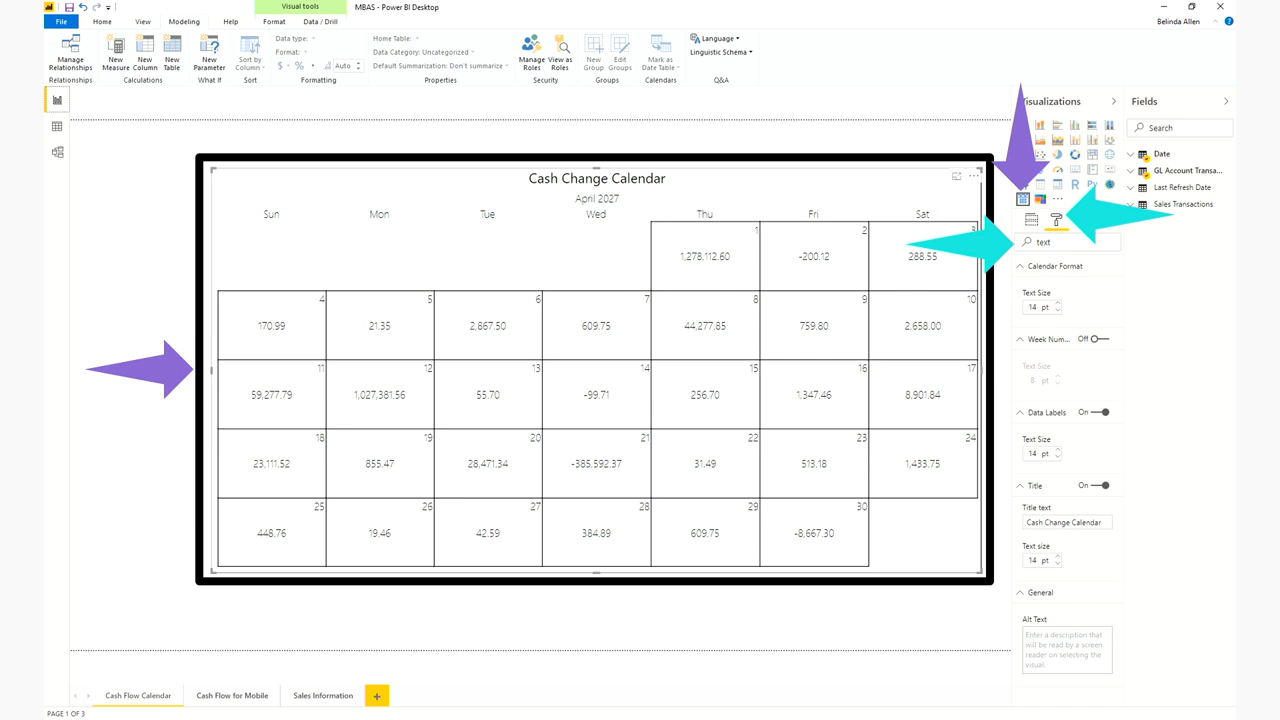 Visual tools
MBAS - Power BI Desktop
File Home View Modeling Help Format Data / Drill
Belinda Allen
Manage Relationships
New Measure
New Column
New Table
New Parameter
Sort by Column
Data type:
Format:
$ % , Auto
Home Table:
Data Category: Uncategorized
Default Summarization: Don't summarize
Manage Roles
View as Roles
New Group
Edit Groups
Mark as Date Table
Language
Linguistic Schema
Relationships Calculations What If Sort Formatting Properties Security Groups Calendars Q&A
Cash Change Calendar
April 2027
Sun Mon Tue Wed Thu Fri Sat
1 2 3
1,278,112.60 -200.12 288.55
4 5 6 7 8 9 10
170.99 21.35 2,867.50 609.75 44,277.85 759.80 2,658.00
11 12 13 14 15 16 17
59,277.79 1,027,381.56 55.70 -99.71 256.70 1,347.46 8,901.84
18 19 20 21 22 23 24
23,111.52 855.47 28,471.34 -385,592.37 31.49 513.18 1,433.75
25 26 27 28 29 30
448.76 19.46 42.59 384.89 609.75 -8,667.30
isualizations
R Py
text
Calendar Format
Text Size
14 pt
Week Num... Off
Text Size
8 pt
Data Labels On
Text Size
14 pt
Title On
Title text
Cash Change Calendar
Text size
14 pt
General
Alt Text
Enter a description that
will be read by a screen
reader on selecting the
visual.
Fields
Search
Date
GL Account Transa...
Last Refresh Date
Sales Transactions
Cash Flow Calendar Cash Flow for Mobile Sales Information +
PAGE 1 OF 3